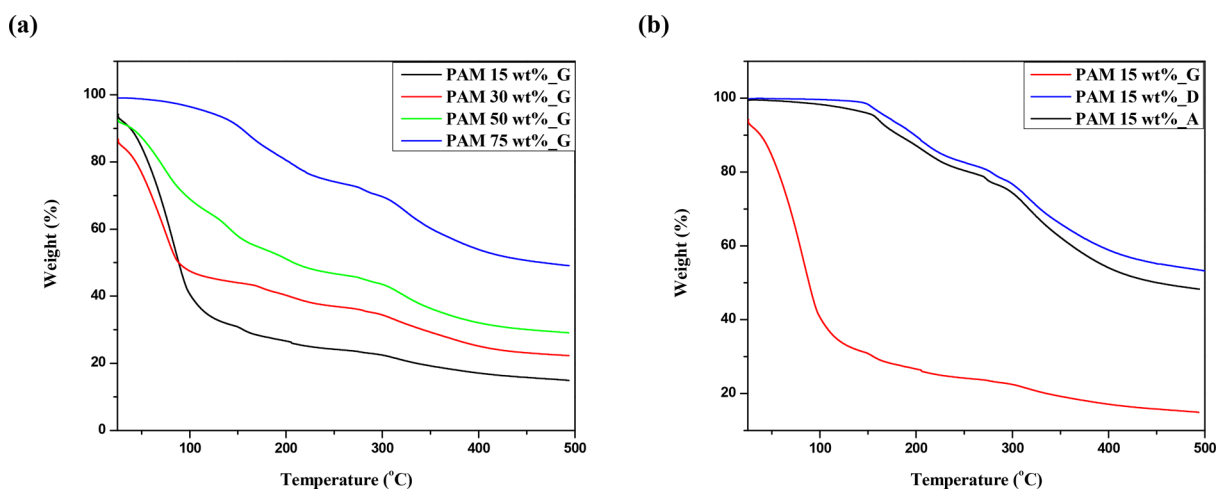 (a)
PAM 15 wt%_G
PAM 30 wt%_G
PAM 50 wt%_G
PAM 75 wt%_G
Weight (%)
100
80
60
40
20
0
100
200
300
400
500
Temperature (°C)
(b)
PAM 15 wt%_G
PAM 15 wt%_D
PAM 15 wt%_A
Weight (%)
100
80
60
40
20
100
200
300
400
500
Temperature (°C)